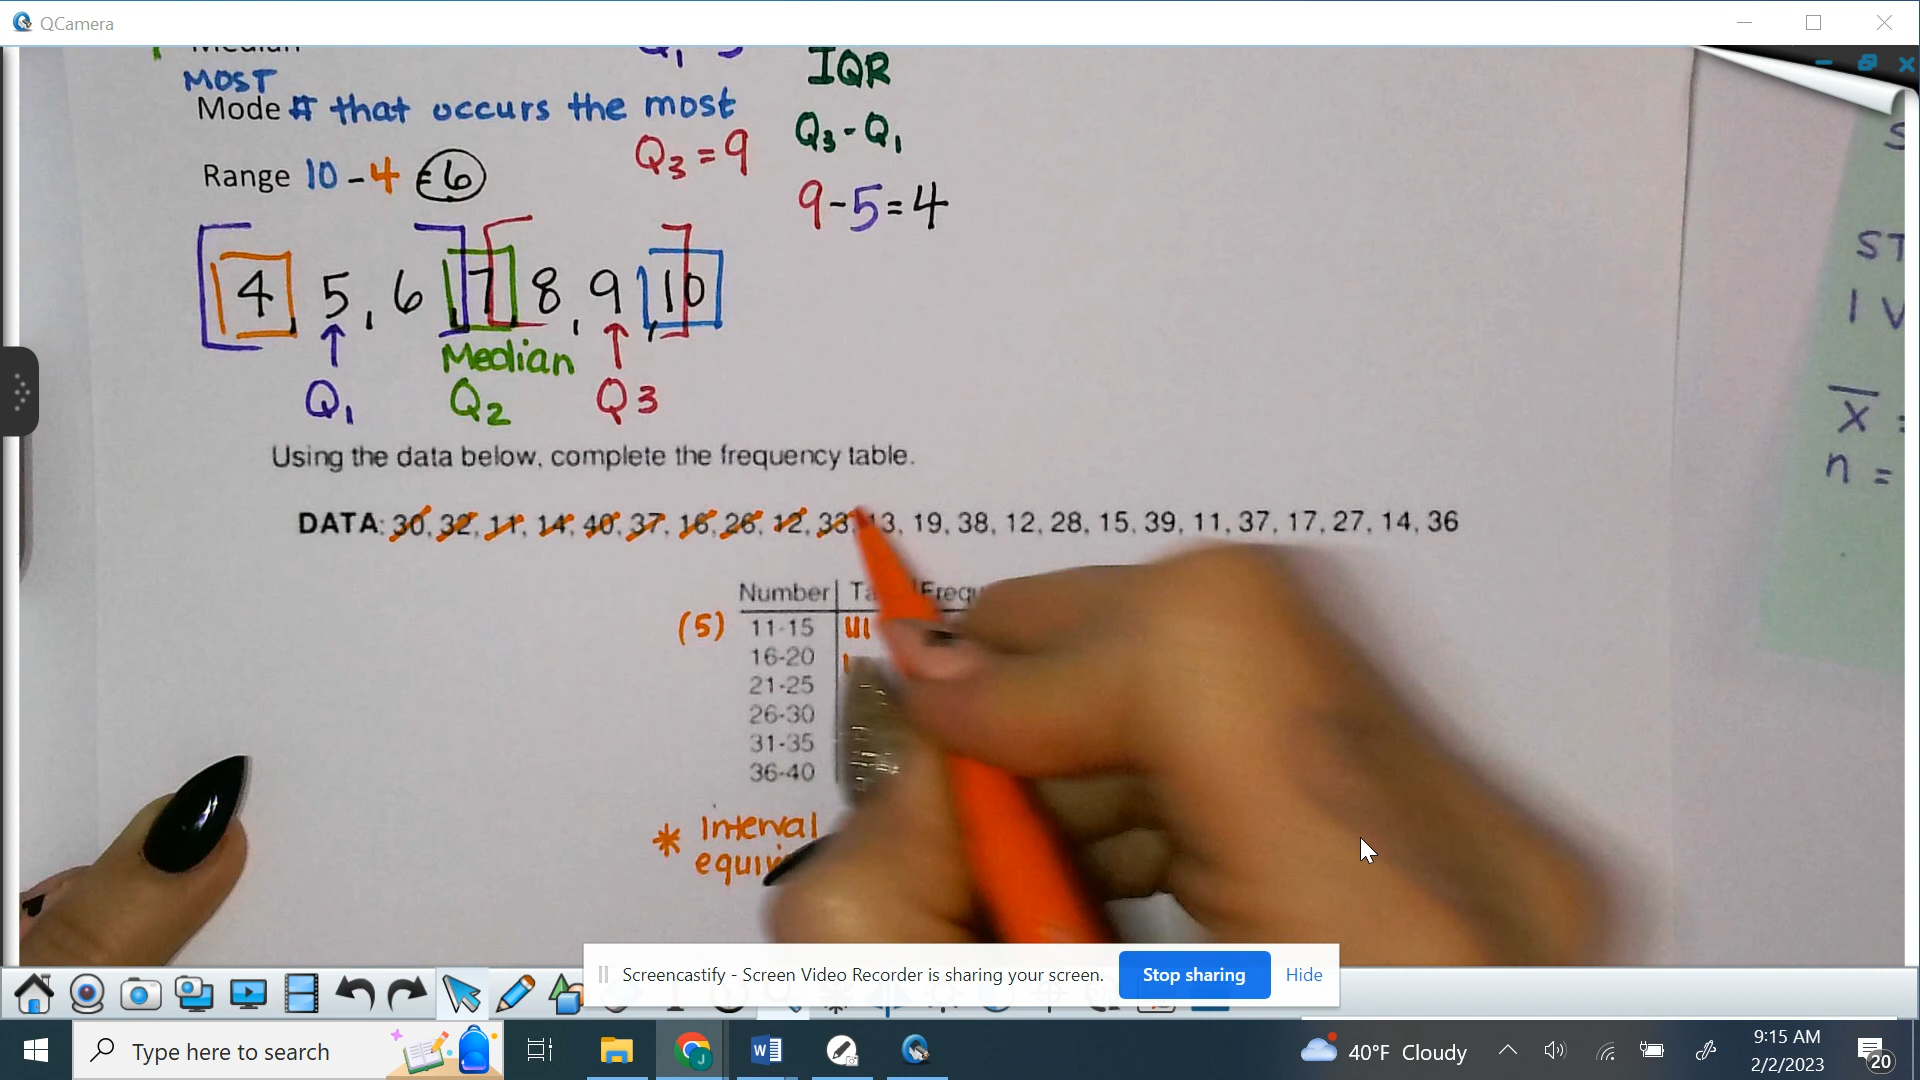 QCamera
MOST
Mode # that occurs the most
Range 10 - 4 = 6
Q3 = 9
IQR
Q3 - Q1
9 - 5 = 4
4, 5, 6, 7, 8, 9, 10
Median
Q1 Q2 Q3
Using the data below, complete the frequency table.
DATA: 30, 32, 11, 14, 40, 37, 16, 26, 12, 33, 13, 19, 38, 12, 28, 15, 39, 11, 37, 17, 27, 14, 36
Number
(5) 11-15
16-20
21-25
26-30
31-35
36-40
* Interval
x̄
n =
Screencastify - Screen Video Recorder is sharing your screen. Stop sharing Hide
Type here to search
40°F Cloudy
9:15 AM
2/2/2023
20